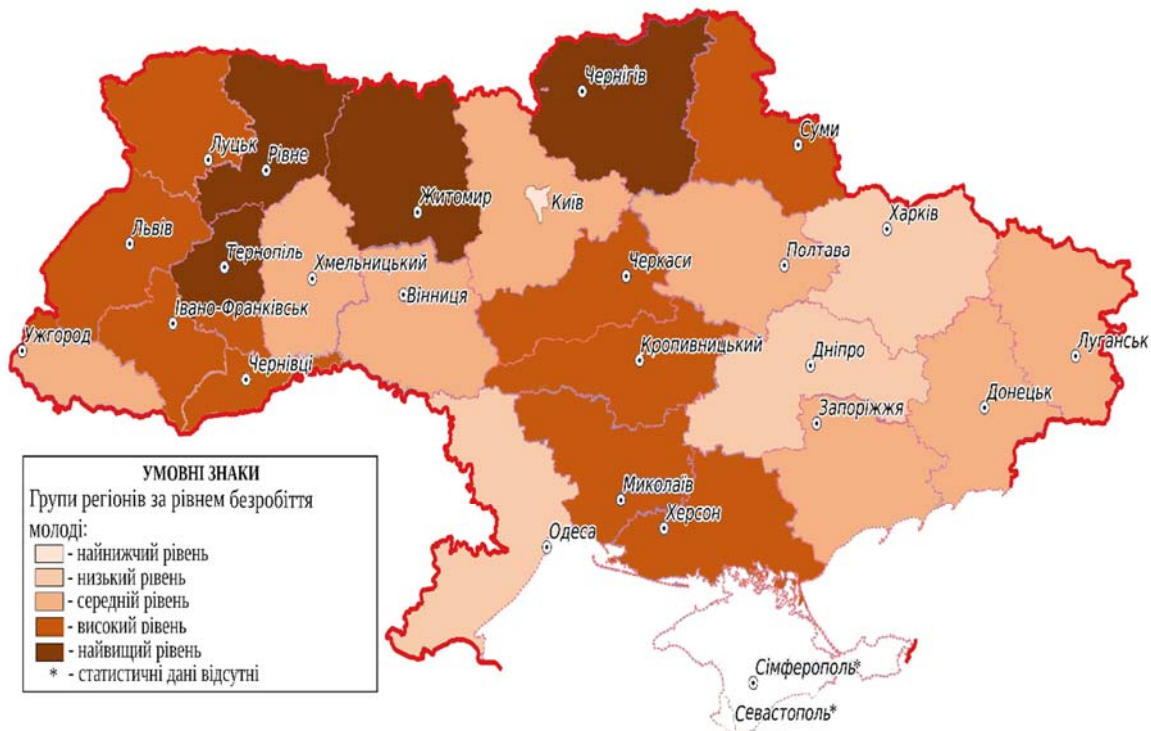 Чернігів
Суми
Луцьк
Рівне
Житомир
Київ
Харків
Львів
Тернопіль
Хмельницький
Вінниця
Черкаси
Полтава
Івано-Франківськ
Ужгород
Чернівці
Кропивницький
Дніпро
Луганськ
Донецьк
Запоріжжя
Миколаїв
Херсон
Одеса
Сімферополь*
Севастополь*
УМОВНІ ЗНАКИ
Групи регіонів за рівнем безробіття
молоді:
- найнижчий рівень
- низький рівень
- середній рівень
- високий рівень
- найвищий рівень
* - статистичні дані відсутні